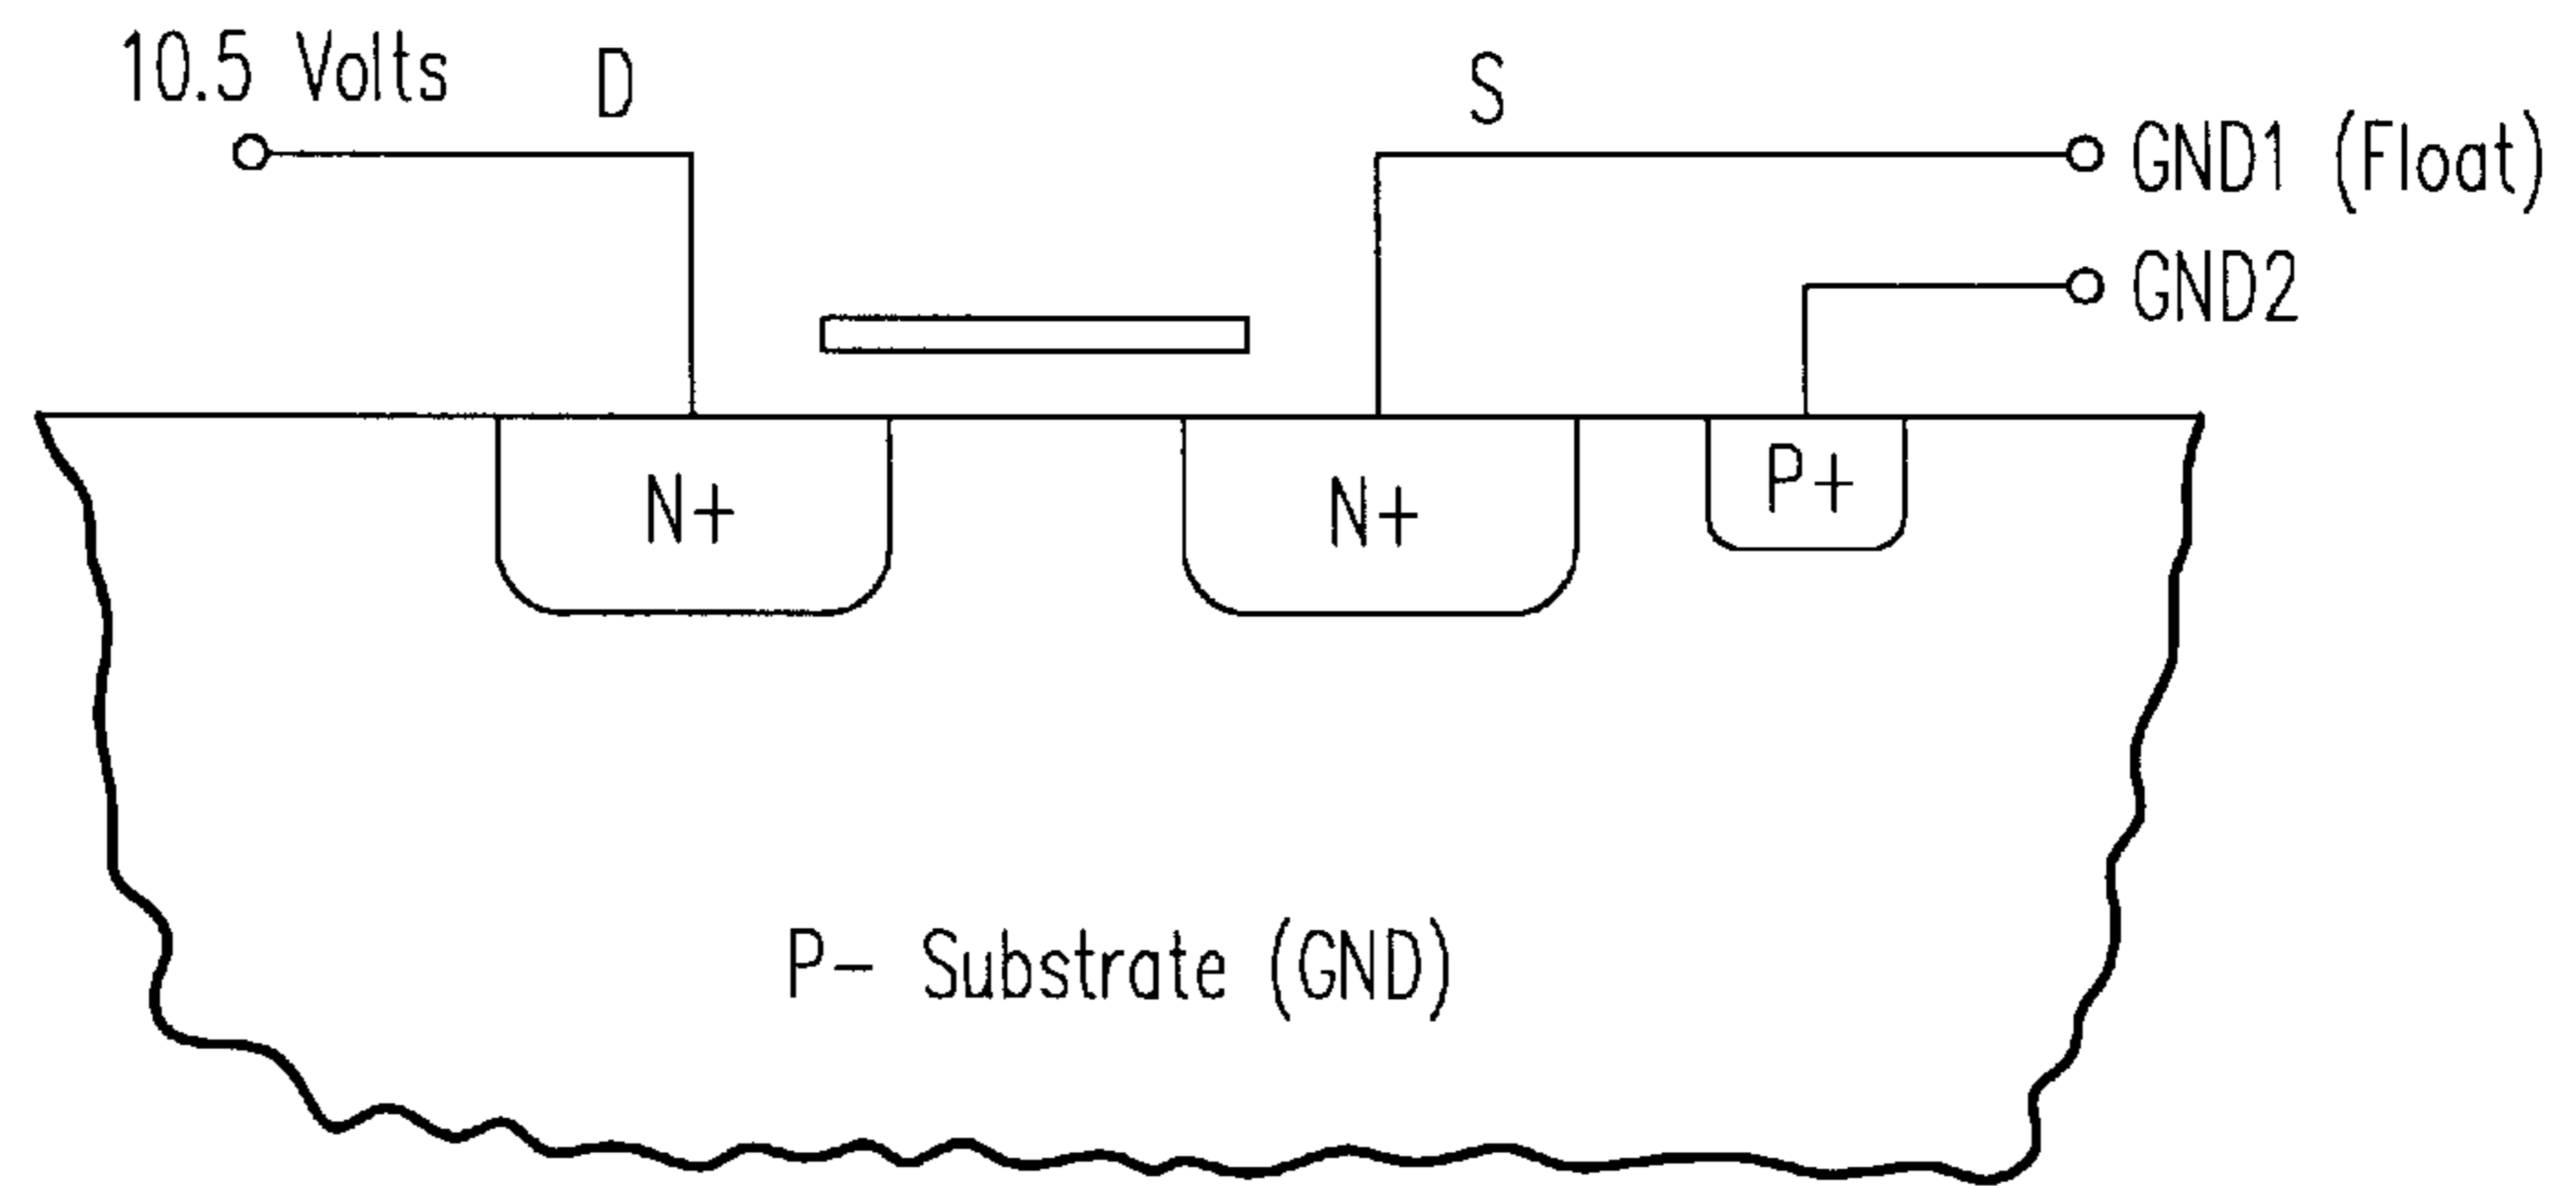 10.5 Volts
D
S
GND1 (Float)
GND2
N+
N+
P+
P- Substrate (GND)